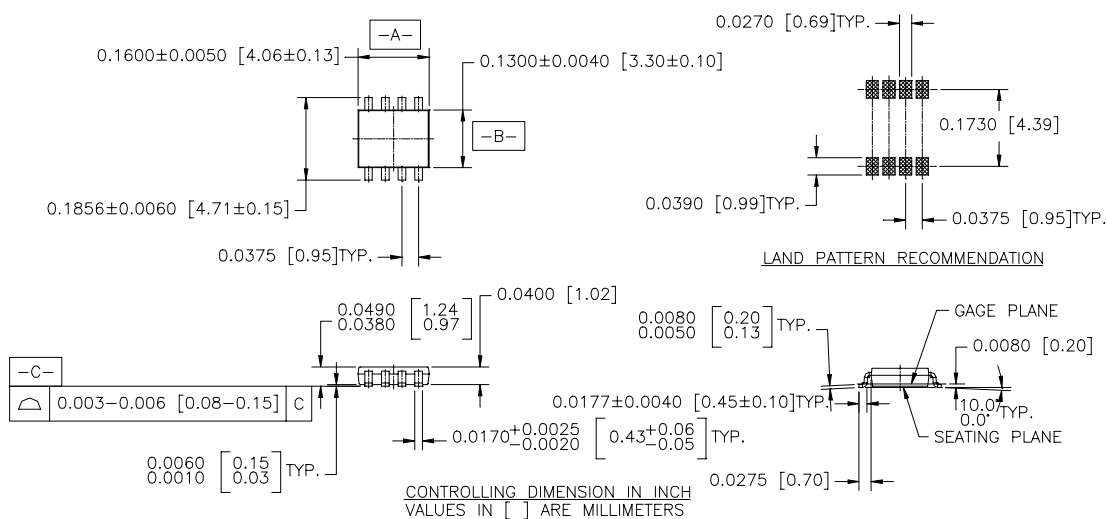 0.0270 [0.69]TYP.
-A-
0.1600±0.0050 [4.06±0.13]
0.1300±0.0040 [3.30±0.10]
-B-
0.1730 [4.39]
0.1856±0.0060 [4.71±0.15]
0.0390 [0.99]TYP.
0.0375 [0.95]TYP.
0.0375 [0.95]TYP.
LAND PATTERN RECOMMENDATION
0.0490 [1.24
0.0380 0.97]
0.0400 [1.02]
0.0080 [0.20
0.0050 0.13] TYP.
GAGE PLANE
0.0080 [0.20]
-C-
⌓ 0.003-0.006 [0.08-0.15] C
0.0177±0.0040 [0.45±0.10]TYP.
10.0°
0.0° TYP.
0.0170+0.0025 -0.0020 [0.43+0.06 -0.05] TYP.
SEATING PLANE
0.0060 [0.15
0.0010 0.03] TYP.
0.0275 [0.70]
CONTROLLING DIMENSION IN INCH
VALUES IN [ ] ARE MILLIMETERS